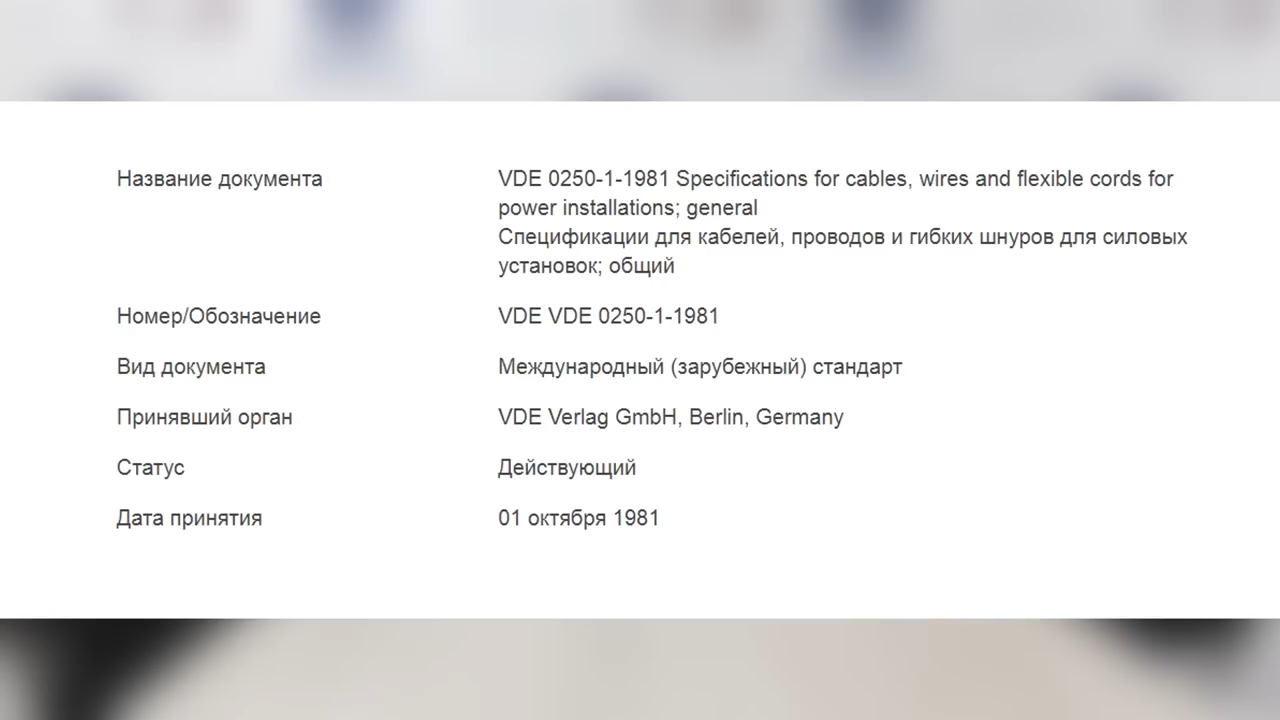 Название документа
VDE 0250-1-1981 Specifications for cables, wires and flexible cords for
power installations; general
Спецификации для кабелей, проводов и гибких шнуров для силовых
установок; общий
Номер/Обозначение
VDE VDE 0250-1-1981
Вид документа
Международный (зарубежный) стандарт
Принявший орган
VDE Verlag GmbH, Berlin, Germany
Статус
Действующий
Дата принятия
01 октября 1981